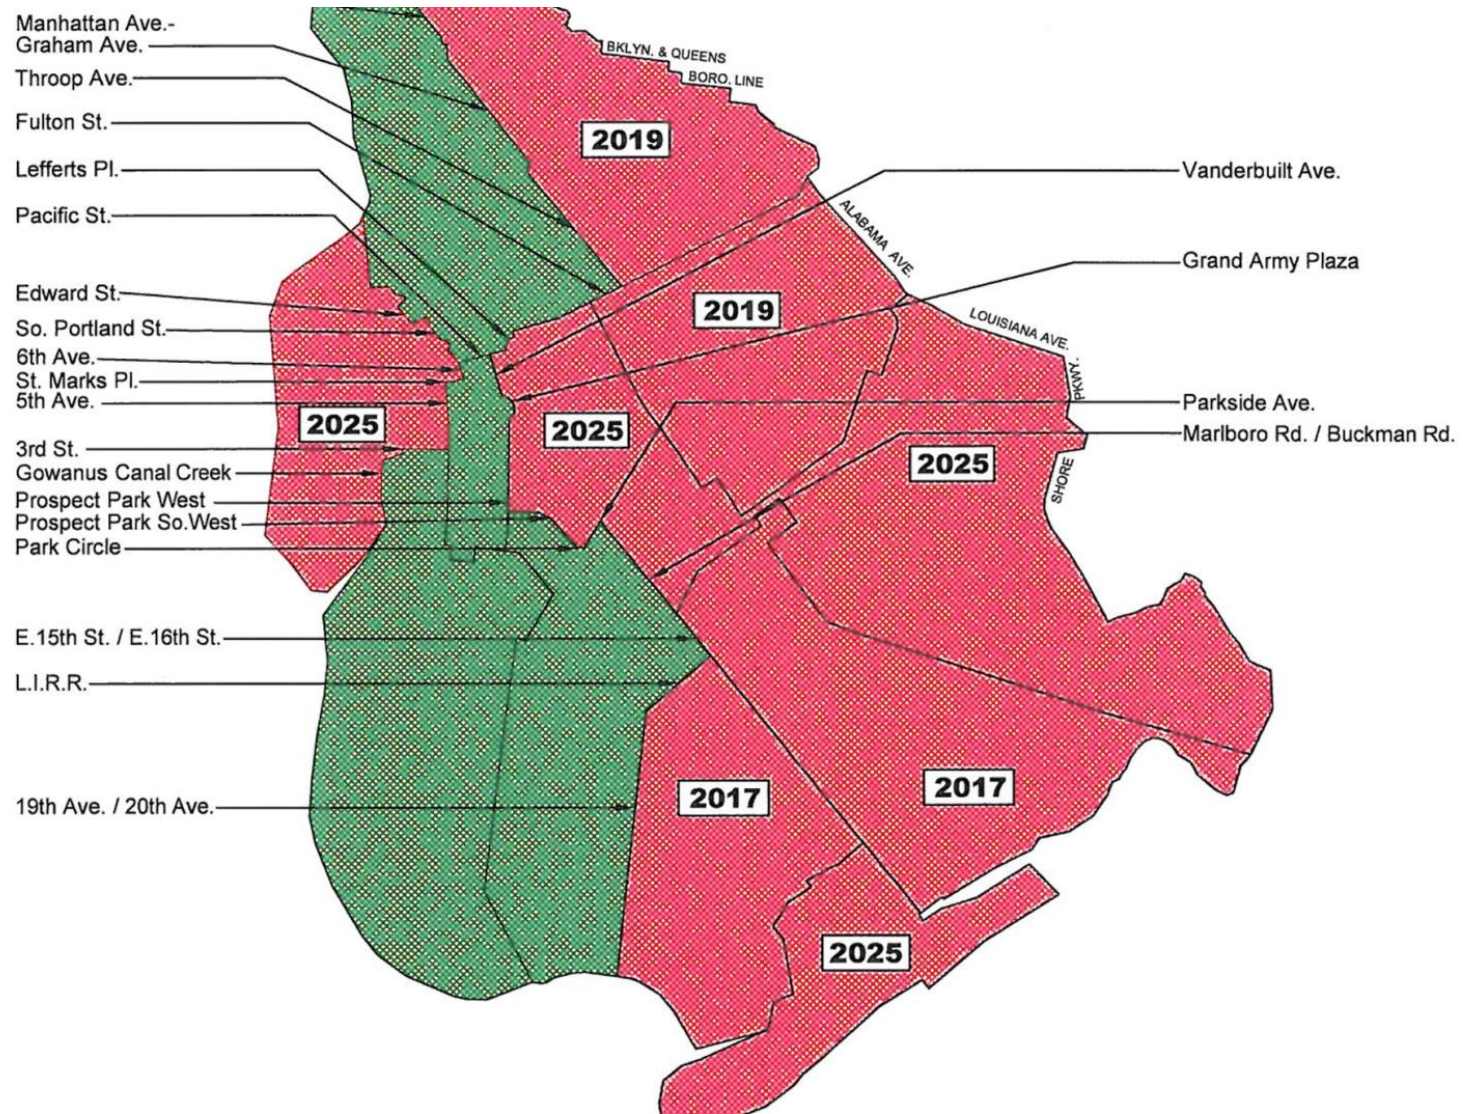 Manhattan Ave.-
Graham Ave.
Throop Ave.
Fulton St.
Lefferts Pl.
Pacific St.
Edward St.
So. Portland St.
6th Ave.
St. Marks Pl.
5th Ave.
3rd St.
Gowanus Canal Creek
Prospect Park West
Prospect Park So.West
Park Circle
E.15th St. / E.16th St.
L.I.R.R.
19th Ave. / 20th Ave.
BKLYN. & QUEENS
BORO. LINE
2019
ALABAMA AVE.
2019
LOUISIANA AVE.
PKWY.
SHORE
2025
2025
2025
2017
2017
2025
Vanderbuilt Ave.
Grand Army Plaza
Parkside Ave.
Marlboro Rd. / Buckman Rd.